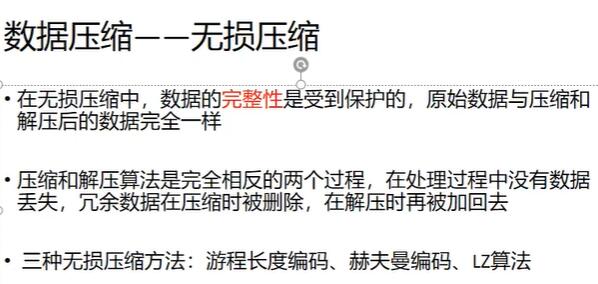 数据压缩——无损压缩
• 在无损压缩中，数据的完整性是受到保护的，原始数据与压缩和
解压后的数据完全一样
• 压缩和解压算法是完全相反的两个过程，在处理过程中没有数据
丢失，冗余数据在压缩时被删除，在解压时再被加回去
• 三种无损压缩方法：游程长度编码、赫夫曼编码、LZ算法